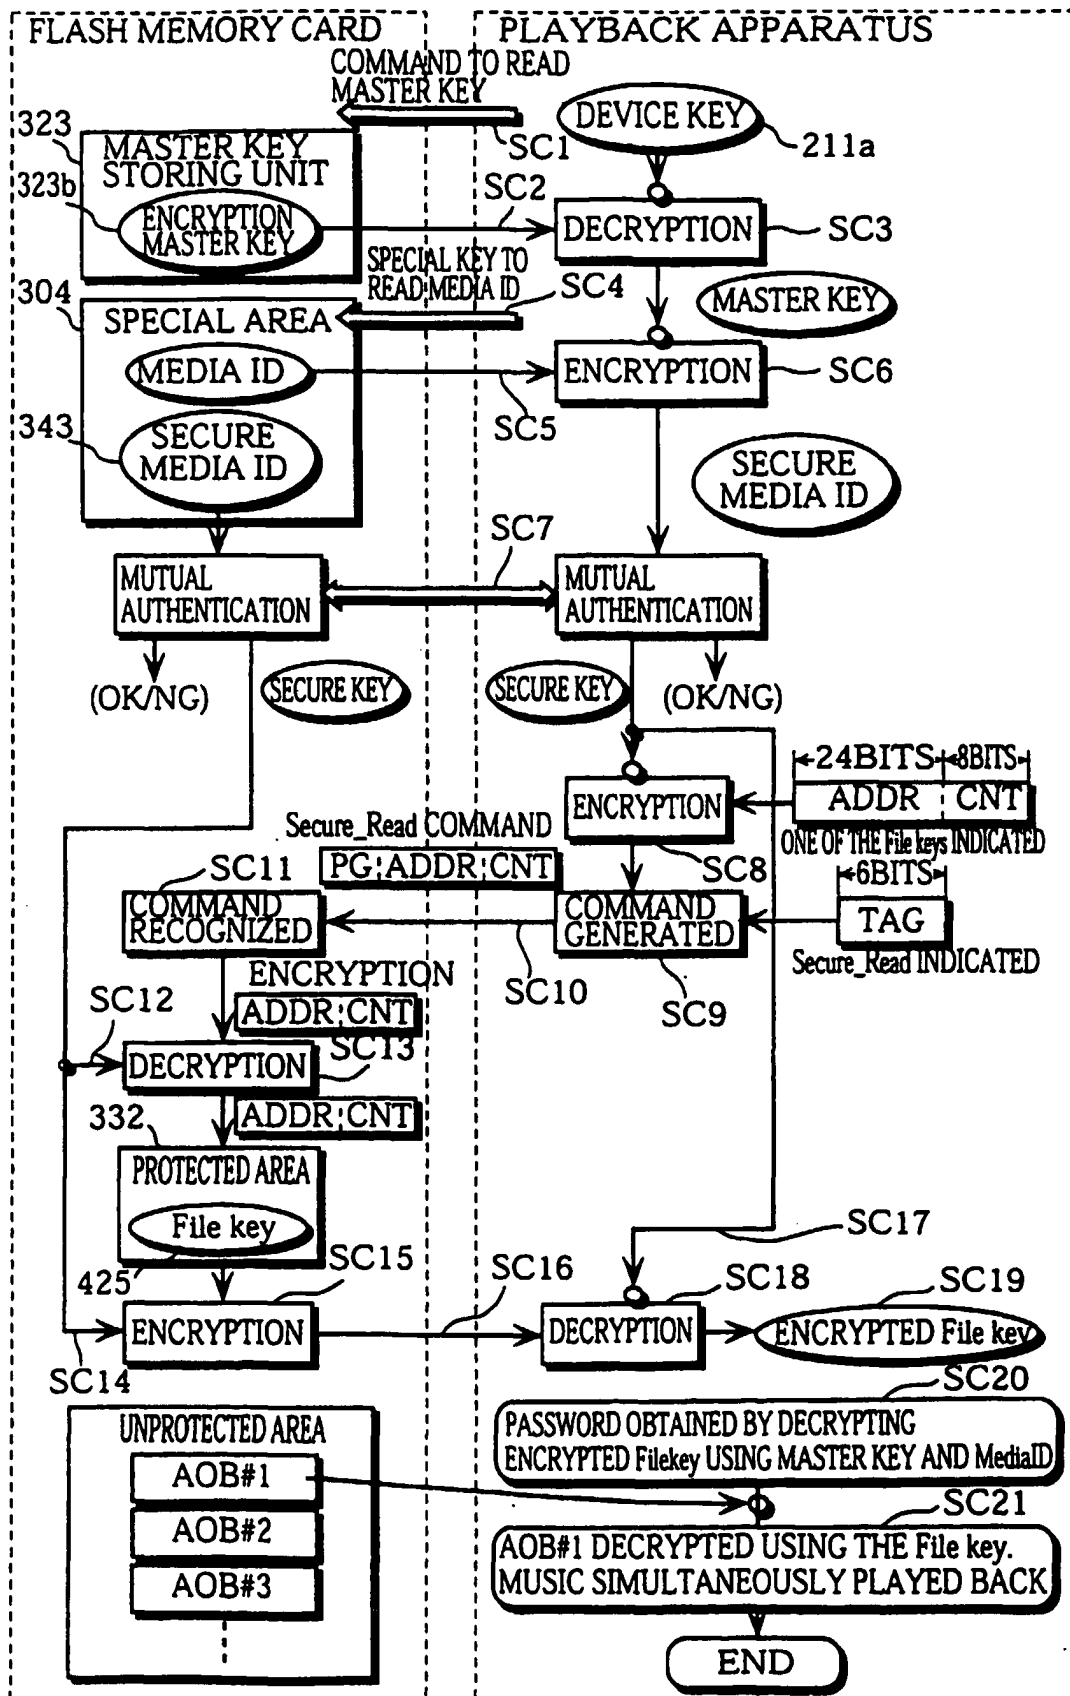 FLASH MEMORY CARD
PLAYBACK APPARATUS
COMMAND TO READ
MASTER KEY
SC1
DEVICE KEY
211a
323
MASTER KEY
STORING UNIT
323b
ENCRYPTION
MASTER KEY
SC2
DECRYPTION
SC3
SPECIAL KEY TO
READ MEDIA ID
SC4
MASTER KEY
304
SPECIAL AREA
MEDIA ID
SC5
ENCRYPTION
SC6
343
SECURE
MEDIA ID
SECURE
MEDIA ID
SC7
MUTUAL
AUTHENTICATION
MUTUAL
AUTHENTICATION
(OK/NG)
SECURE KEY
SECURE KEY
(OK/NG)
24BITS
8BITS
ADDR
CNT
ONE OF THE File keys INDICATED
ENCRYPTION
SC8
Secure_Read COMMAND
PG ADDR CNT
6BITS
TAG
Secure_Read INDICATED
SC11
COMMAND
RECOGNIZED
COMMAND
GENERATED
SC10
SC9
ENCRYPTION
ADDR CNT
SC12
DECRYPTION
SC13
ADDR CNT
332
PROTECTED AREA
File key
425
SC15
SC16
SC17
SC18
SC19
ENCRYPTION
DECRYPTION
ENCRYPTED File key
SC14
SC20
PASSWORD OBTAINED BY DECRYPTING
ENCRYPTED Filekey USING MASTER KEY AND MediaID
UNPROTECTED AREA
AOB#1
AOB#2
AOB#3
SC21
AOB#1 DECRYPTED USING THE File key.
MUSIC SIMULTANEOUSLY PLAYED BACK
END